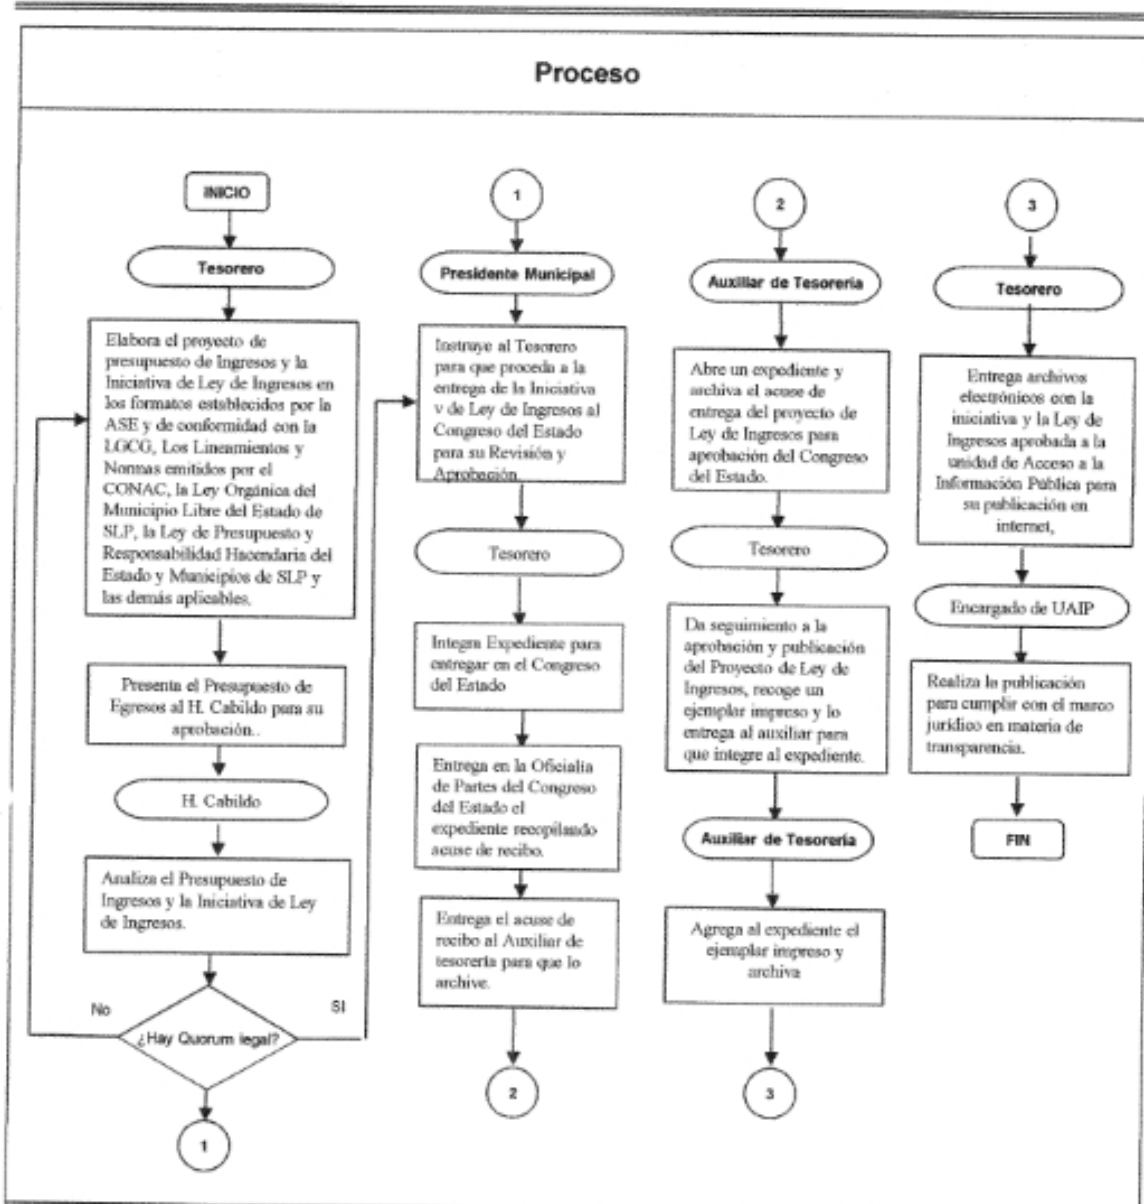 Proceso
INICIO
Tesorero
Elabora el proyecto de
presupuesto de Ingresos y la
Iniciativa de Ley de Ingresos en
los formatos establecidos por la
ASE y de conformidad con la
LGCG, Los Lineamientos y
Normas emitidos por el
CONAC, la Ley Orgánica del
Municipio Libre del Estado de
SLP, la Ley de Presupuesto y
Responsabilidad Hacendaria del
Estado y Municipios de SLP y
las demás aplicables.
Presenta el Presupuesto de
Egresos al H. Cabildo para su
aprobación..
H. Cabildo
Analiza el Presupuesto de
Ingresos y la Iniciativa de Ley
de Ingresos.
No
SI
¿Hay Quorum legal?
1
1
Presidente Municipal
Instruye al Tesorero
para que proceda a la
entrega de la Iniciativa
v de Ley de Ingresos al
Congreso del Estado
para su Revisión y
Aprobación
Tesorero
Integra Expediente para
entregar en el Congreso
del Estado
Entrega en la Oficialía
de Partes del Congreso
del Estado el
expediente recopilando
acuse de recibo.
Entrega el acuse de
recibo al Auxiliar de
tesorería para que lo
archive.
2
2
Auxiliar de Tesorería
Abre un expediente y
archiva el acuse de
entrega del proyecto de
Ley de Ingresos para
aprobación del Congreso
del Estado.
Tesorero
Da seguimiento a la
aprobación y publicación
del Proyecto de Ley de
Ingresos, recoge un
ejemplar impreso y lo
entrega al auxiliar para
que integre al expediente.
Auxiliar de Tesorería
Agrega al expediente el
ejemplar impreso y
archiva
3
3
Tesorero
Entrega archivos
electrónicos con la
iniciativa y la Ley de
Ingresos aprobada a la
unidad de Acceso a la
Información Pública para
su publicación en
internet,
Encargado de UAIP
Realiza la publicación
para cumplir con el marco
jurídico en materia de
transparencia.
FIN